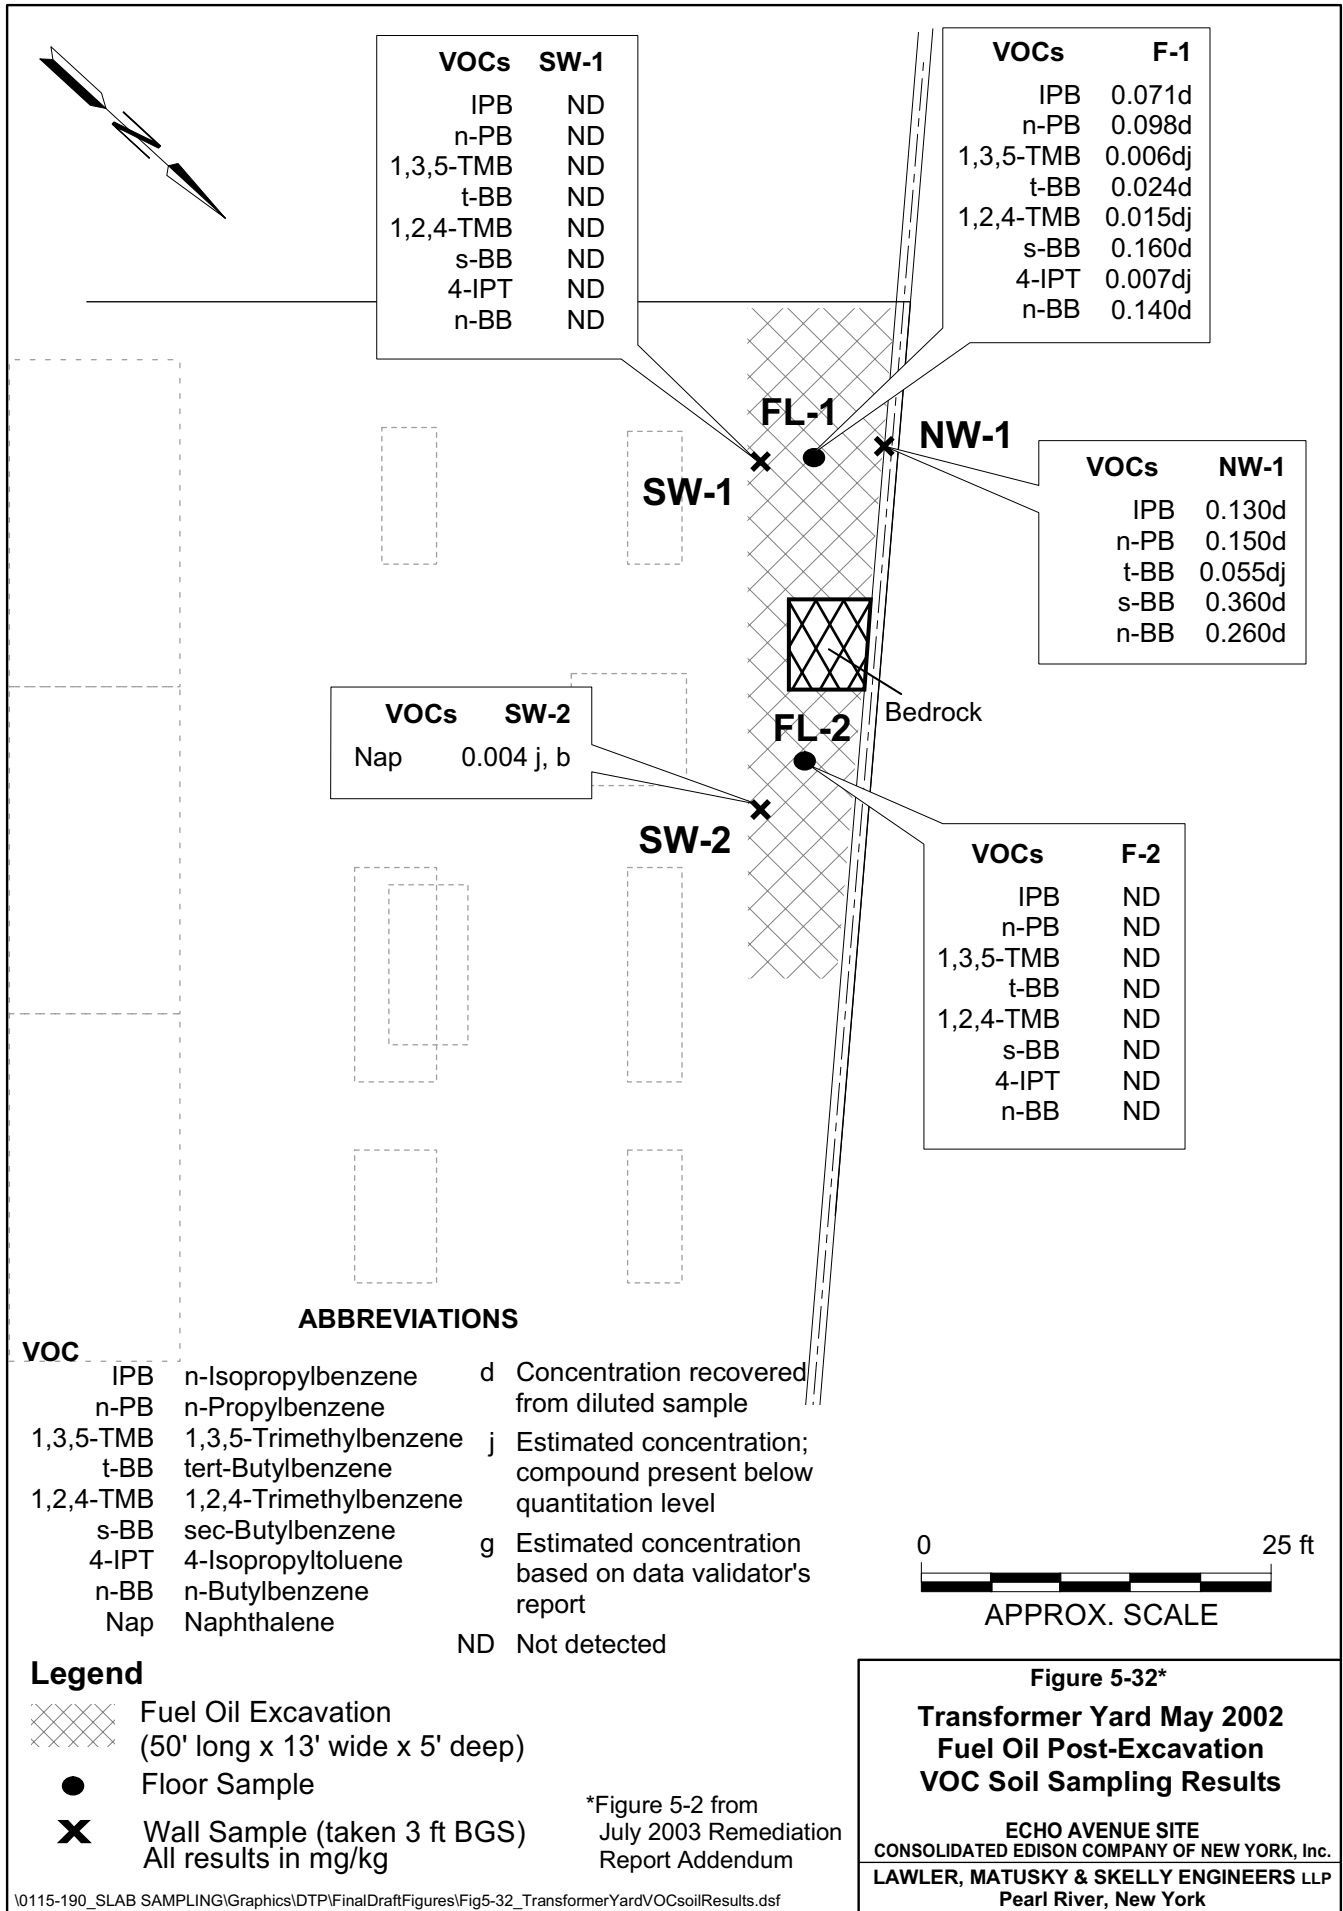 VOCs SW-1
IPB ND
n-PB ND
1,3,5-TMB ND
t-BB ND
1,2,4-TMB ND
s-BB ND
4-IPT ND
n-BB ND
VOCs F-1
IPB 0.071d
n-PB 0.098d
1,3,5-TMB 0.006dj
t-BB 0.024d
1,2,4-TMB 0.015dj
s-BB 0.160d
4-IPT 0.007dj
n-BB 0.140d
N
FL-1
NW-1
SW-1
VOCs NW-1
IPB 0.130d
n-PB 0.150d
t-BB 0.055dj
s-BB 0.360d
n-BB 0.260d
Bedrock
VOCs SW-2
Nap 0.004 j, b
FL-2
SW-2
VOCs F-2
IPB ND
n-PB ND
1,3,5-TMB ND
t-BB ND
1,2,4-TMB ND
s-BB ND
4-IPT ND
n-BB ND
ABBREVIATIONS
VOC
IPB n-Isopropylbenzene
n-PB n-Propylbenzene
1,3,5-TMB 1,3,5-Trimethylbenzene
t-BB tert-Butylbenzene
1,2,4-TMB 1,2,4-Trimethylbenzene
s-BB sec-Butylbenzene
4-IPT 4-Isopropyltoluene
n-BB n-Butylbenzene
Nap Naphthalene
d Concentration recovered
from diluted sample
j Estimated concentration;
compound present below
quantitation level
g Estimated concentration
based on data validator's
report
ND Not detected
0 25 ft
APPROX. SCALE
Legend
Fuel Oil Excavation
(50' long x 13' wide x 5' deep)
Floor Sample
Wall Sample (taken 3 ft BGS)
All results in mg/kg
*Figure 5-2 from
July 2003 Remediation
Report Addendum
Figure 5-32*
Transformer Yard May 2002
Fuel Oil Post-Excavation
VOC Soil Sampling Results
ECHO AVENUE SITE
CONSOLIDATED EDISON COMPANY OF NEW YORK, Inc.
LAWLER, MATUSKY & SKELLY ENGINEERS LLP
Pearl River, New York
\0115-190_SLAB SAMPLING\Graphics\DTP\FinalDraftFigures\Fig5-32_TransformerYardVOCsoilResults.dsf